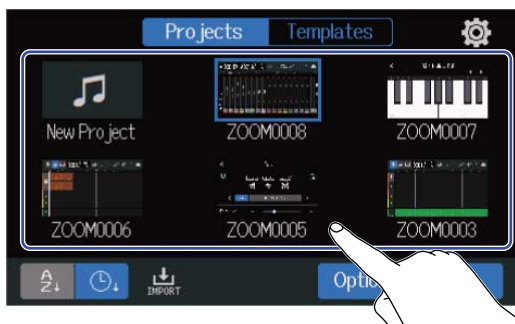 Projects Templates
New Project ZOOM0008 ZOOM0007
ZOOM0006 ZOOM0005 ZOOM0003
A
Z
IMPORT
Optio